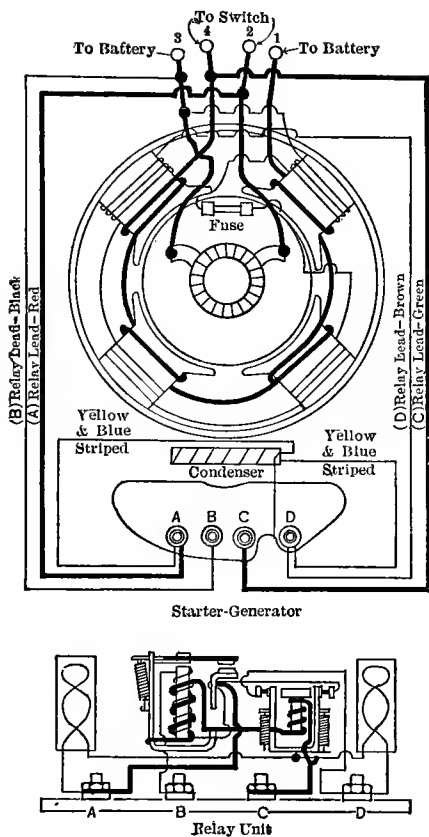 To Switch
3 4 2 1
To Battery To Battery
Fuse
(B)Relay Lead-Black
(A)Relay Lead-Red
(D)Relay Lead-Brown
(C)Relay Lead-Green
Yellow
& Blue
Striped
Yellow
& Blue
Striped
Condenser
A B C D
Starter-Generator
A B C D
Relay Unit